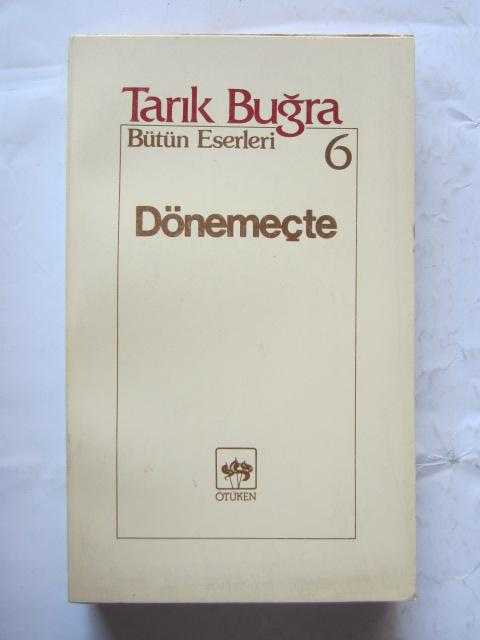 Tarık Buğra
Bütün Eserleri 6
Dönemeçte
ÖTÜKEN